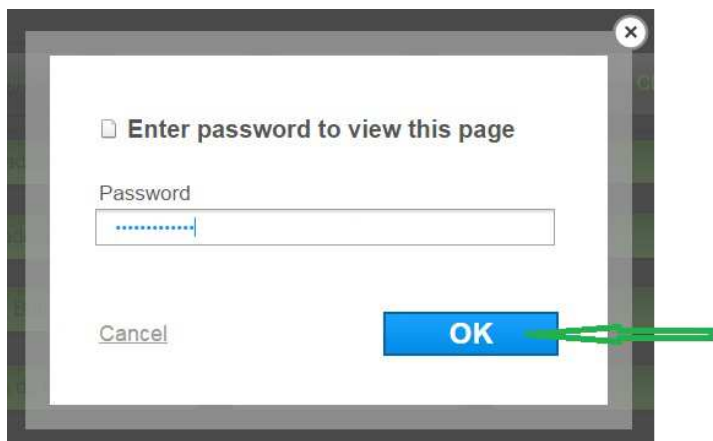 Enter password to view this page
Password
•••••••••••••
Cancel
OK